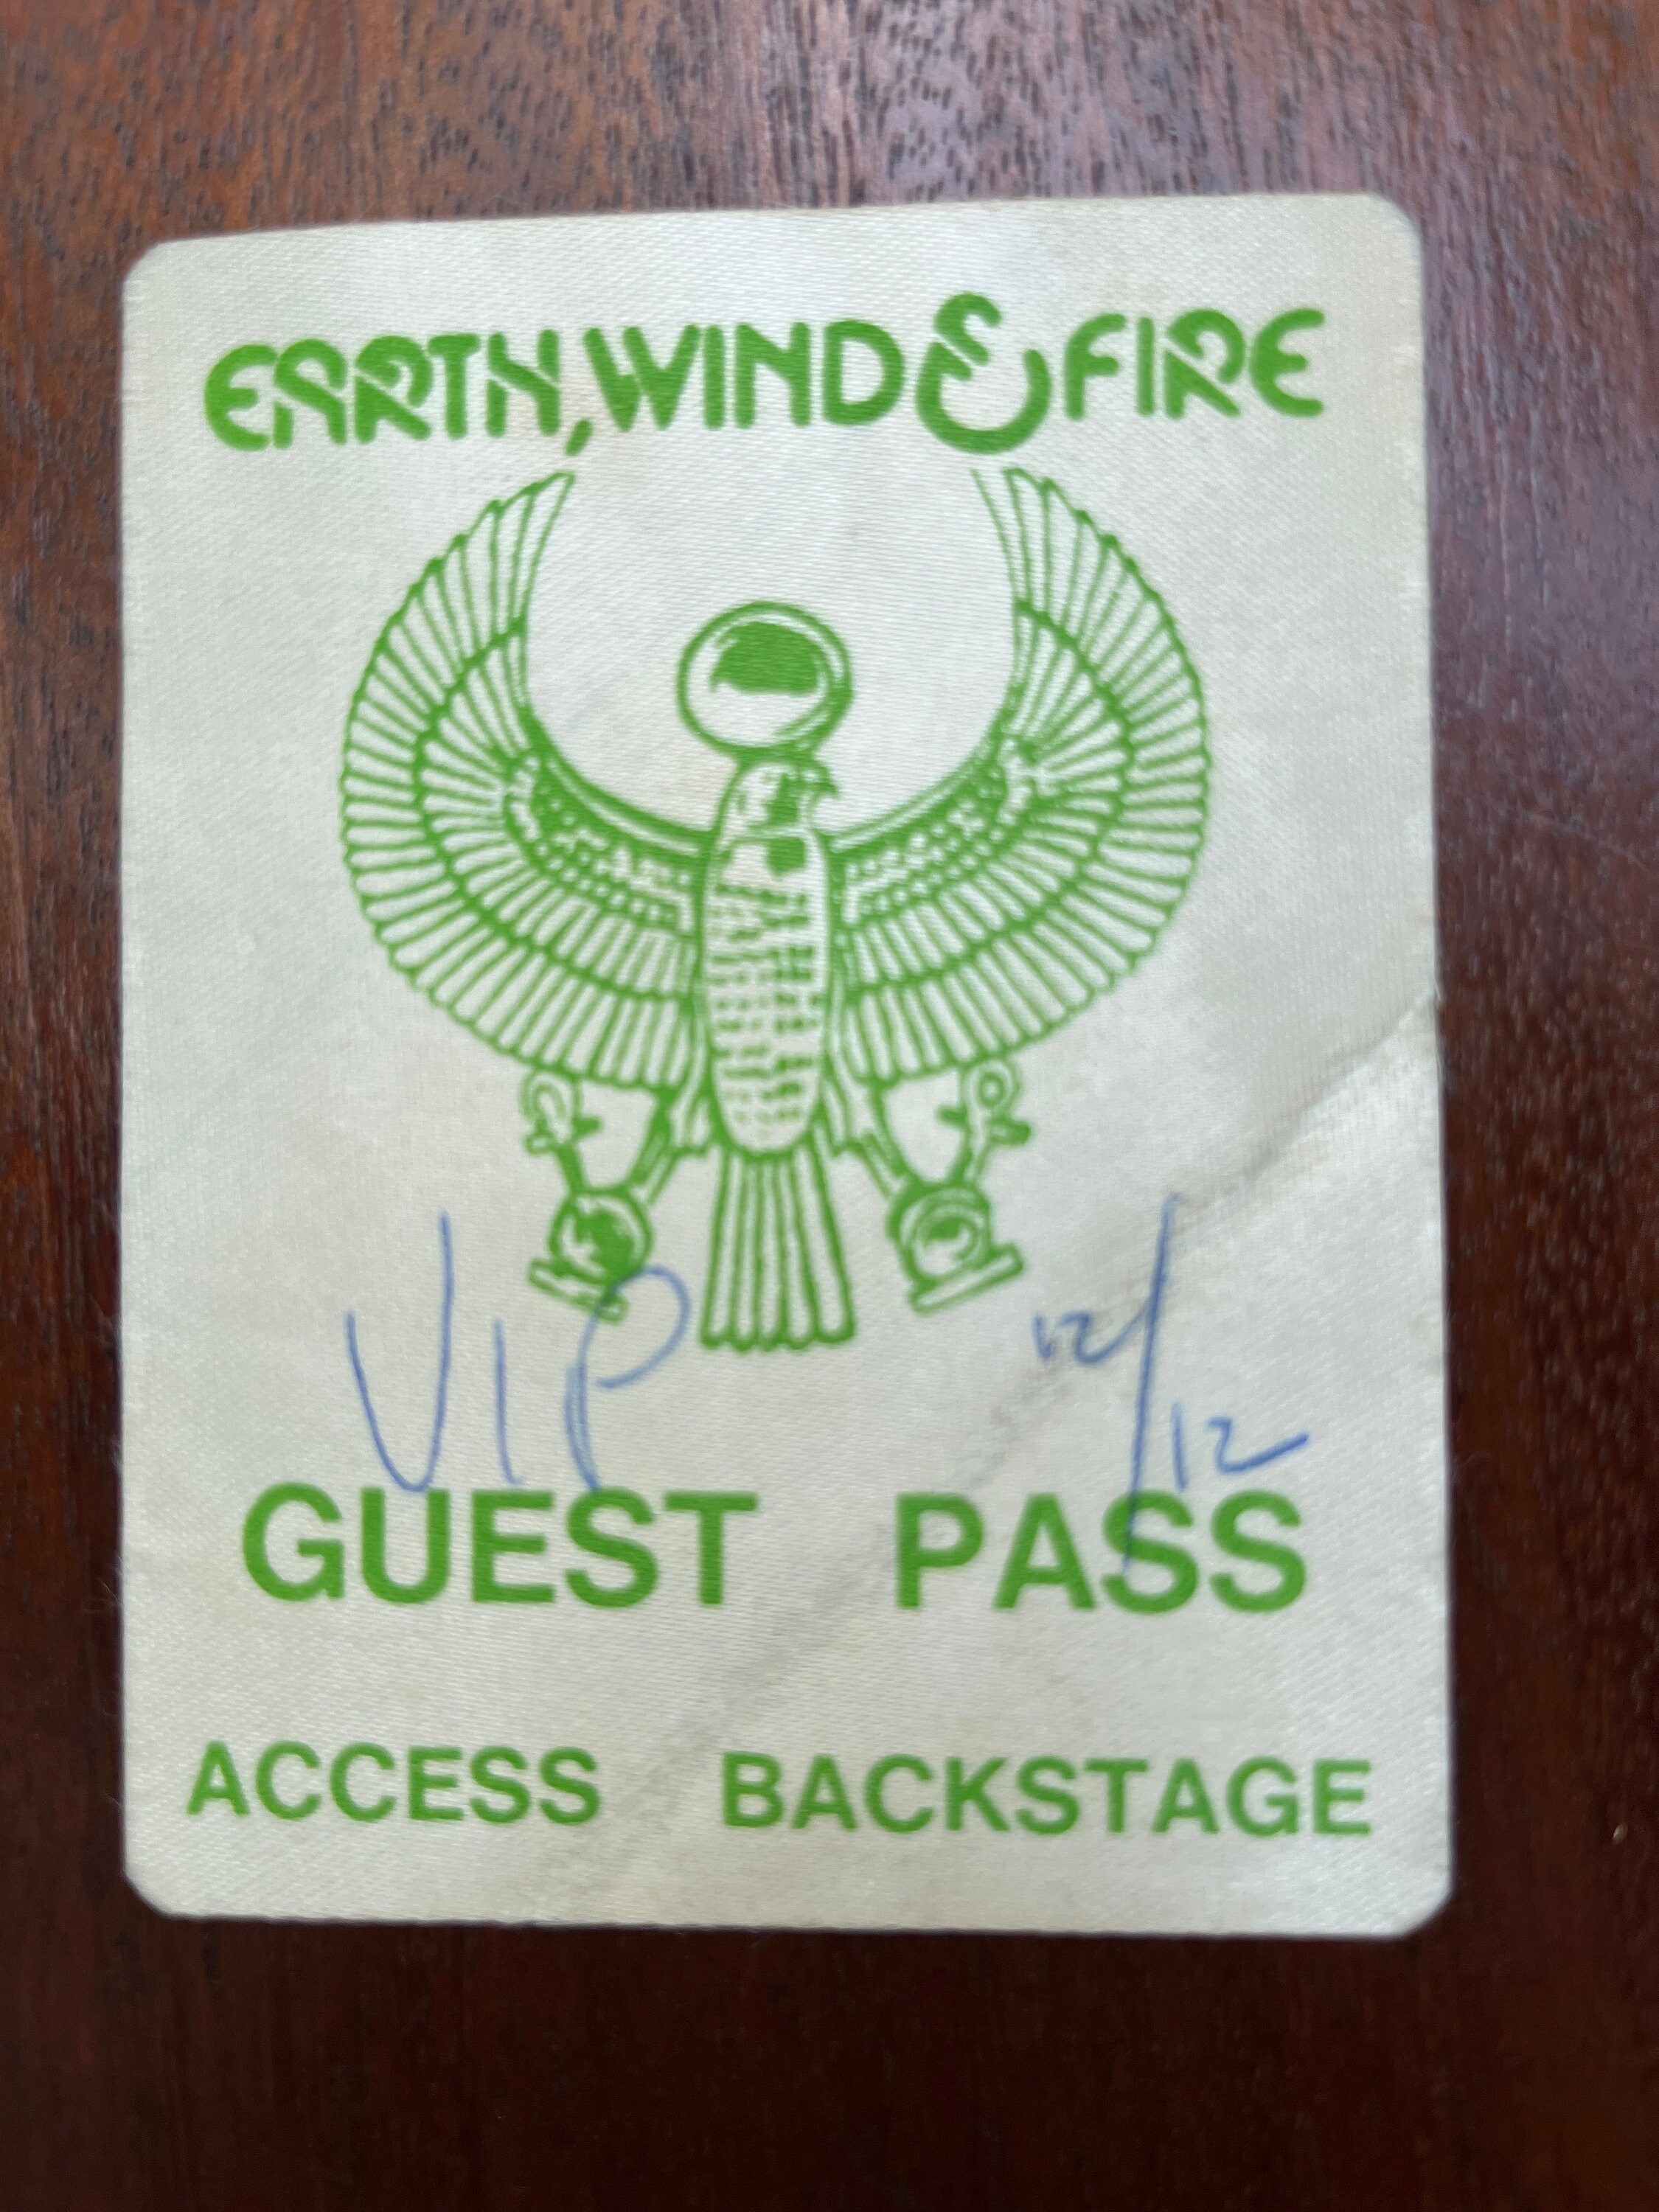 EARTH, WIND & FIRE
VIP 12/12
GUEST PASS
ACCESS BACKSTAGE